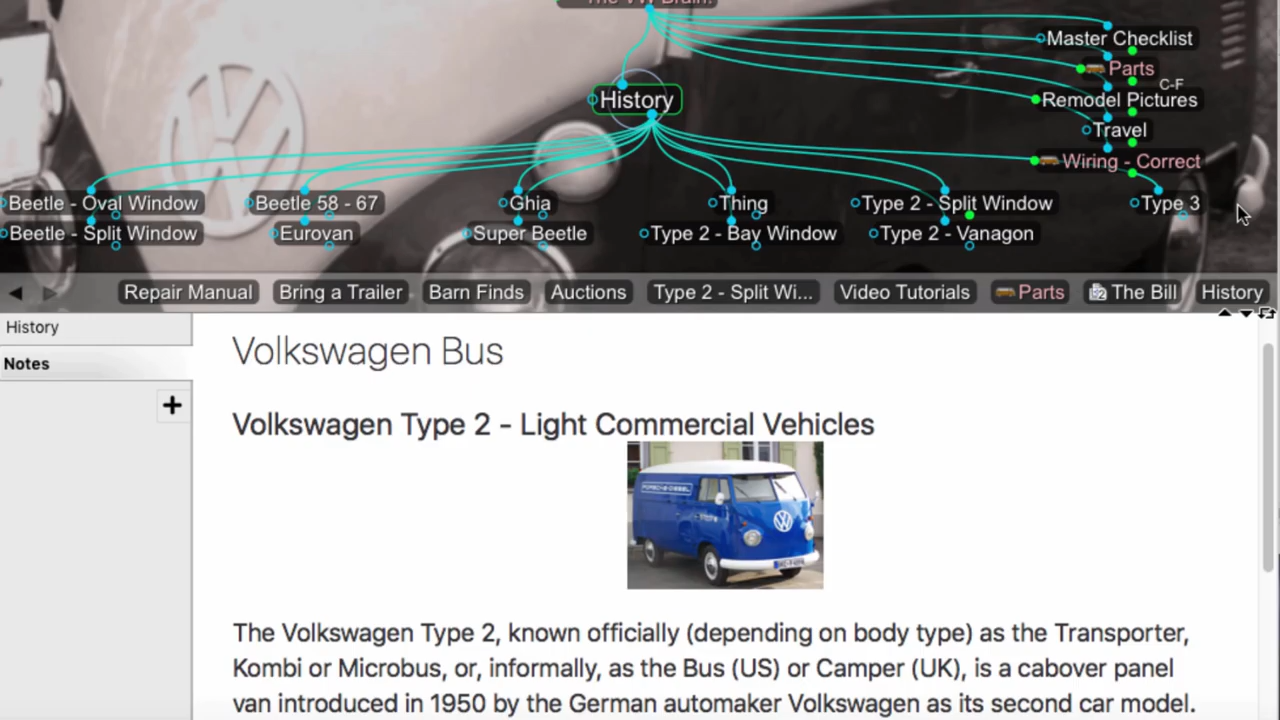 The VW Brain!
Master Checklist
Parts
C-F
History
Remodel Pictures
Travel
Wiring - Correct
Beetle - Oval Window
Beetle 58 - 67
Ghia
Thing
Type 2 - Split Window
Type 3
Beetle - Split Window
Eurovan
Super Beetle
Type 2 - Bay Window
Type 2 - Vanagon
Repair Manual
Bring a Trailer
Barn Finds
Auctions
Type 2 - Split Wi...
Video Tutorials
Parts
The Bill
History
History
Notes
Volkswagen Bus
Volkswagen Type 2 - Light Commercial Vehicles
The Volkswagen Type 2, known officially (depending on body type) as the Transporter,
Kombi or Microbus, or, informally, as the Bus (US) or Camper (UK), is a cabover panel
van introduced in 1950 by the German automaker Volkswagen as its second car model.